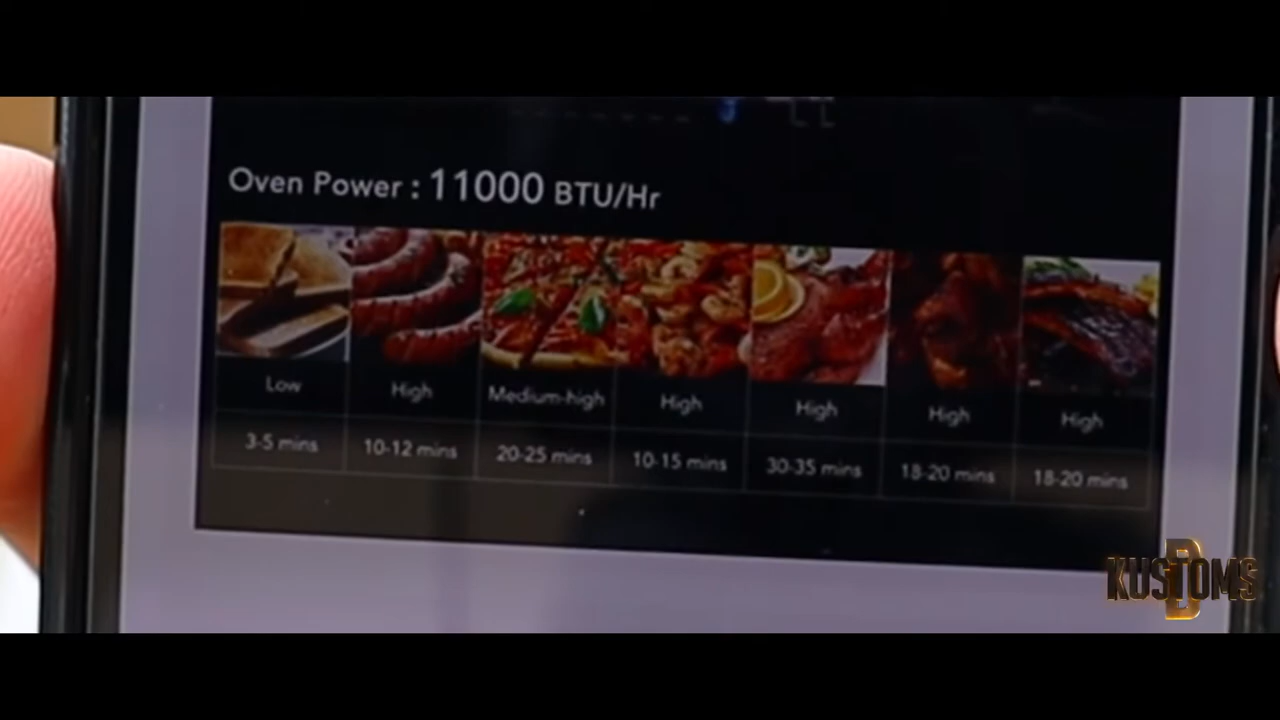 Oven Power : 11000 BTU/Hr
Low High Medium-high High High High High
3-5 mins 10-12 mins 20-25 mins 10-15 mins 30-35 mins 18-20 mins 18-20 mins
KUSTOMS
D